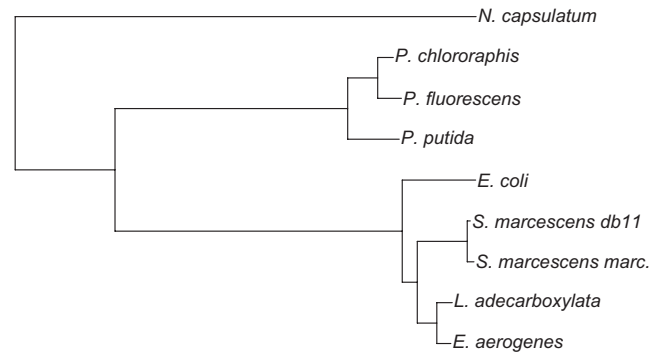 N. capsulatum
P. chlororaphis
P. fluorescens
P. putida
E. coli
S. marcescens db11
S. marcescens marc.
L. adecarboxylata
E. aerogenes